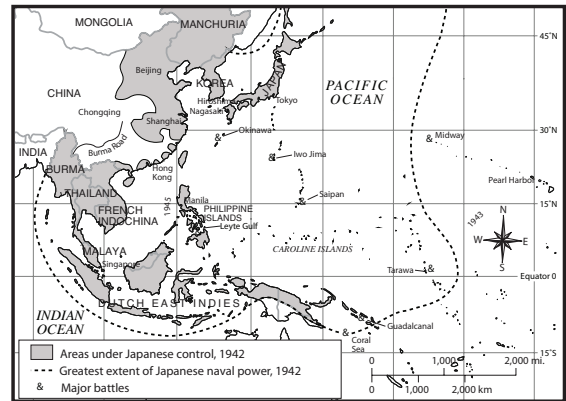 MONGOLIA
MANCHURIA
45°N
Beijing
KOREA
JAPAN
PACIFIC
OCEAN
CHINA
Hiroshima
Tokyo
Nagasaki
Chongqing
Shanghai
Okinawa
30°N
Midway
Burma Road
Iwo Jima
INDIA
BURMA
Hong
Kong
Pearl Harbor
THAILAND
Saipan
15°N
1945
Manila
PHILIPPINE
ISLANDS
FRENCH
INDOCHINA
Leyte Gulf
1943
N
W
E
S
CAROLINE ISLANDS
MALAYA
Singapore
Tarawa
Equator 0
DUTCH EAST INDIES
INDIAN
OCEAN
Guadalcanal
Coral
Sea
15°S
Areas under Japanese control, 1942
Greatest extent of Japanese naval power, 1942
& Major battles
0 1,000 2,000 mi.
0 1,000 2,000 km